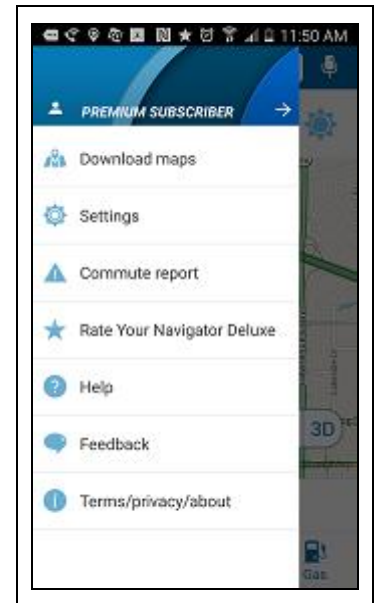 11:50 AM
PREMIUM SUBSCRIBER
Download maps
Settings
Commute report
Rate Your Navigator Deluxe
Help
3D
Feedback
Terms/privacy/about
Gas